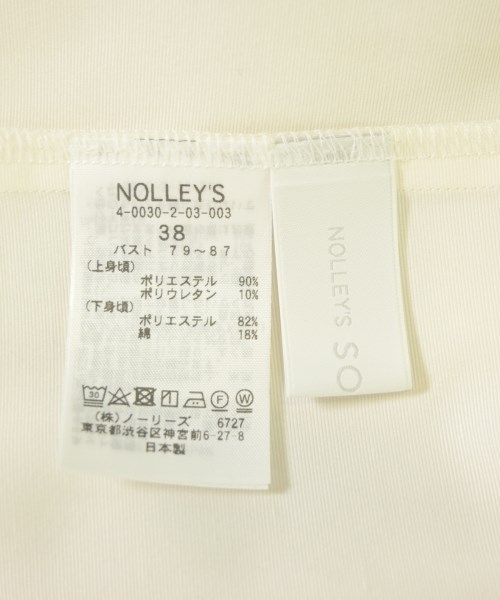 NOLLEY'S
4-0030-2-03-003
38
バスト 79~87
(上身頃)
ポリエステル 90%
ポリウレタン 10%
(下身頃)
ポリエステル 82%
綿 18%
30 F W
(株)ノーリーズ 6727
東京都渋谷区神宮前6-27-8
日本製
NOLLEY'S SO